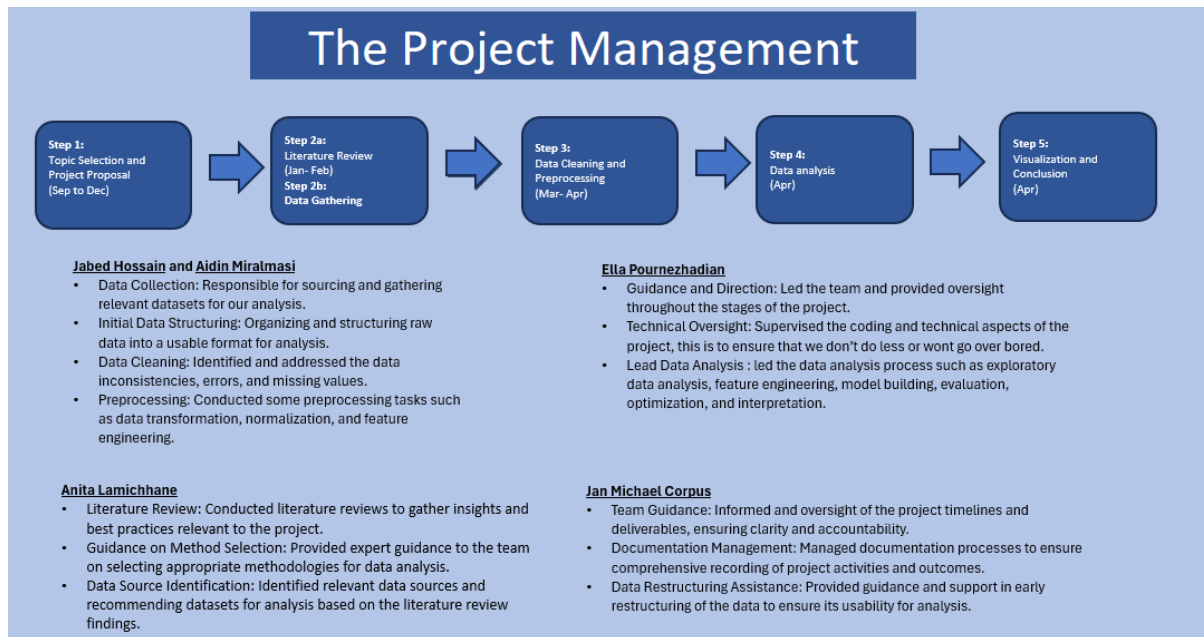 The Project Management
Step 1:
Topic Selection and
Project Proposal
(Sep to Dec)
Step 2a:
Literature Review
(Jan- Feb)
Step 2b:
Data Gathering
Step 3:
Data Cleaning and
Preprocessing
(Mar- Apr)
Step 4:
Data analysis
(Apr)
Step 5:
Visualization and
Conclusion
(Apr)
Jabed Hossain and Aidin Miralmasi
• Data Collection: Responsible for sourcing and gathering
relevant datasets for our analysis.
• Initial Data Structuring: Organizing and structuring raw
data into a usable format for analysis.
• Data Cleaning: Identified and addressed the data
inconsistencies, errors, and missing values.
• Preprocessing: Conducted some preprocessing tasks such
as data transformation, normalization, and feature
engineering.
Ella Pournezhadian
• Guidance and Direction: Led the team and provided oversight
throughout the stages of the project.
• Technical Oversight: Supervised the coding and technical aspects of the
project, this is to ensure that we don't do less or wont go over bored.
• Lead Data Analysis : led the data analysis process such as exploratory
data analysis, feature engineering, model building, evaluation,
optimization, and interpretation.
Anita Lamichhane
• Literature Review: Conducted literature reviews to gather insights and
best practices relevant to the project.
• Guidance on Method Selection: Provided expert guidance to the team
on selecting appropriate methodologies for data analysis.
• Data Source Identification: Identified relevant data sources and
recommending datasets for analysis based on the literature review
findings.
Jan Michael Corpus
• Team Guidance: Informed and oversight of the project timelines and
deliverables, ensuring clarity and accountability.
• Documentation Management: Managed documentation processes to ensure
comprehensive recording of project activities and outcomes.
• Data Restructuring Assistance: Provided guidance and support in early
restructuring of the data to ensure its usability for analysis.